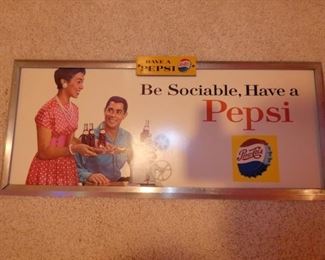 HAVE A
PEPSI
Be Sociable, Have a
Pepsi
Pepsi-Cola